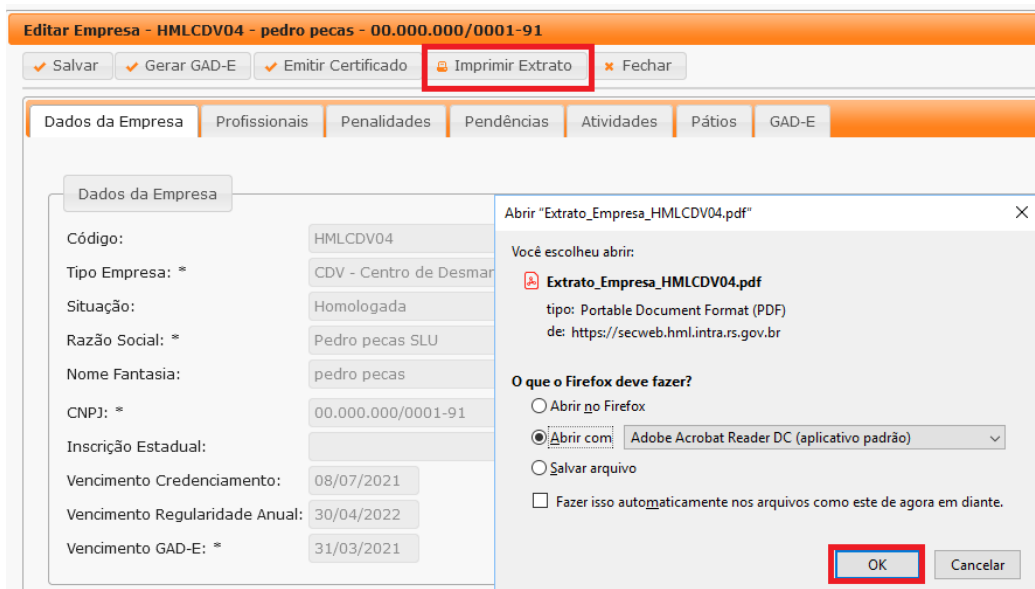 Editar Empresa - HMLCDV04 - pedro pecas - 00.000.000/0001-91
Salvar Gerar GAD-E Emitir Certificado Imprimir Extrato Fechar
Dados da Empresa Profissionais Penalidades Pendências Atividades Pátios GAD-E
Dados da Empresa
Código: HMLCDV04
Tipo Empresa: * CDV - Centro de Desmar
Situação: Homologada
Razão Social: * Pedro pecas SLU
Nome Fantasia: pedro pecas
CNPJ: * 00.000.000/0001-91
Inscrição Estadual:
Vencimento Credenciamento: 08/07/2021
Vencimento Regularidade Anual: 30/04/2022
Vencimento GAD-E: * 31/03/2021
Abrir "Extrato_Empresa_HMLCDV04.pdf"
Você escolheu abrir:
Extrato_Empresa_HMLCDV04.pdf
tipo: Portable Document Format (PDF)
de: https://secweb.hml.intra.rs.gov.br
O que o Firefox deve fazer?
Abrir no Firefox
Abrir com Adobe Acrobat Reader DC (aplicativo padrão)
Salvar arquivo
Fazer isso automaticamente nos arquivos como este de agora em diante.
OK Cancelar